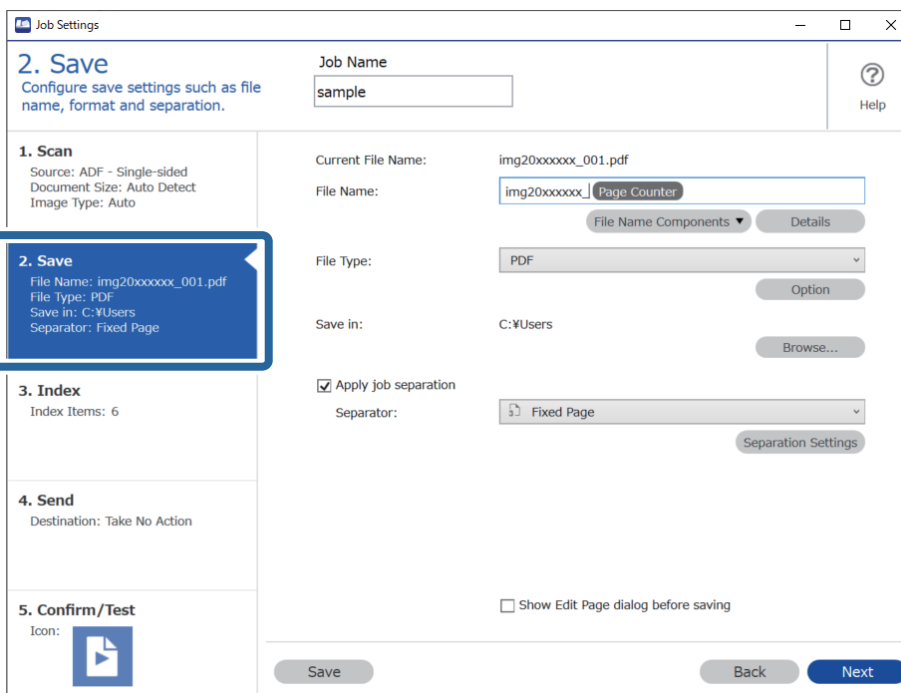 Job Settings
2. Save
Configure save settings such as file
name, format and separation.
Job Name
sample
Help
1. Scan
Source: ADF - Single-sided
Document Size: Auto Detect
Image Type: Auto
2. Save
File Name: img20xxxxxx_001.pdf
File Type: PDF
Save in: C:¥Users
Separator: Fixed Page
3. Index
Index Items: 6
4. Send
Destination: Take No Action
5. Confirm/Test
Icon:
Current File Name: img20xxxxxx_001.pdf
File Name: img20xxxxxx_ Page Counter
File Name Components ▼ Details
File Type: PDF
Option
Save in: C:¥Users
Browse...
Apply job separation
Separator: Fixed Page
Separation Settings
Show Edit Page dialog before saving
Save Back Next